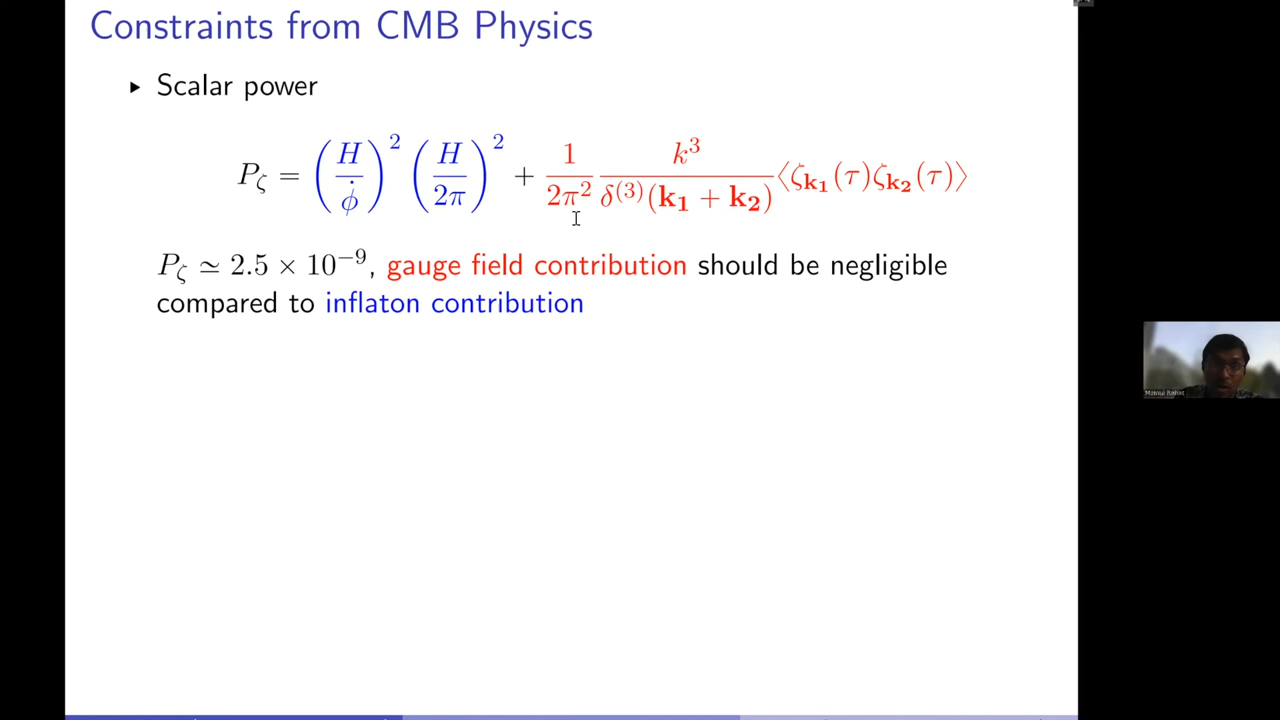 Constraints from CMB Physics
▶ Scalar power
P_ζ = (H/φ̇)² (H/2π)² + 1/2π² k³/δ⁽³⁾(𝐤₁ + 𝐤₂) ⟨ζ_𝐤₁(τ)ζ_𝐤₂(τ)⟩
P_ζ ≃ 2.5 × 10⁻⁹, gauge field contribution should be negligible
compared to inflaton contribution